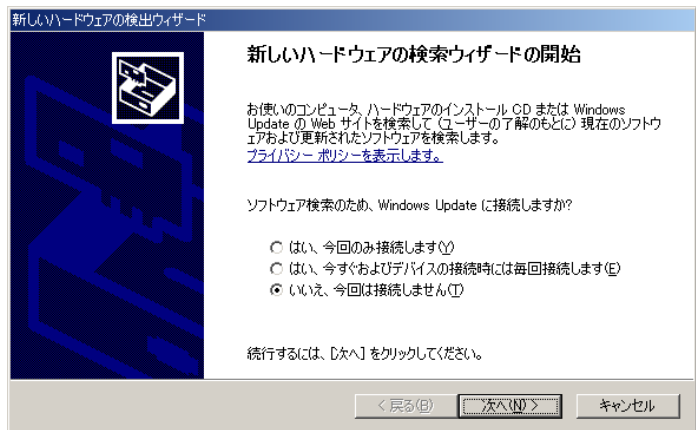 新しいハードウェアの検出ウィザード
新しいハードウェアの検索ウィザードの開始
お使いのコンピュータ、ハードウェアのインストール CD または Windows
Update の Web サイトを検索して (ユーザーの了解のもとに) 現在のソフトウ
ェアおよび更新されたソフトウェアを検索します。
プライバシー ポリシーを表示します。
ソフトウェア検索のため、Windows Update に接続しますか?
はい、今回のみ接続します(Y)
はい、今すぐおよびデバイスの接続時には毎回接続します(E)
いいえ、今回は接続しません(T)
続行するには、[次へ] をクリックしてください。
< 戻る(B)
次へ(N) >
キャンセル